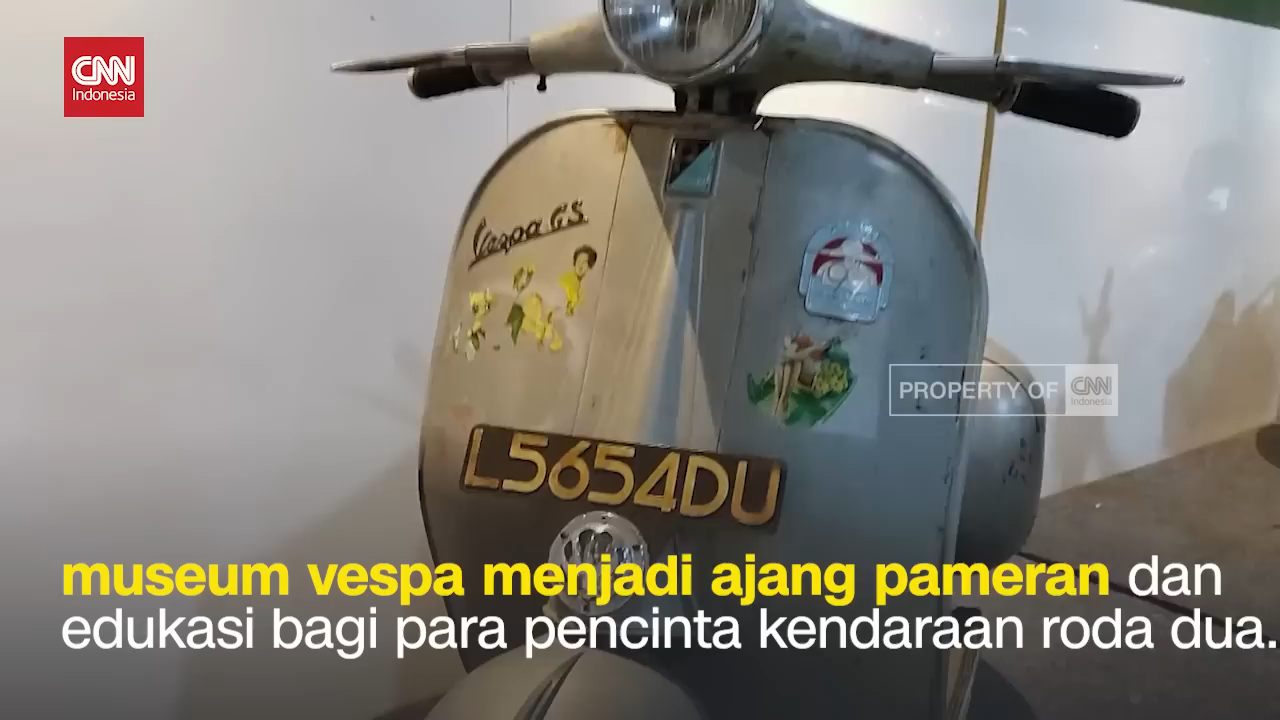 CNN
Indonesia
Vespa G.S.
PROPERTY OF CNN
Indonesia
L5654DU
museum vespa menjadi ajang pameran dan
edukasi bagi para pencinta kendaraan roda dua.